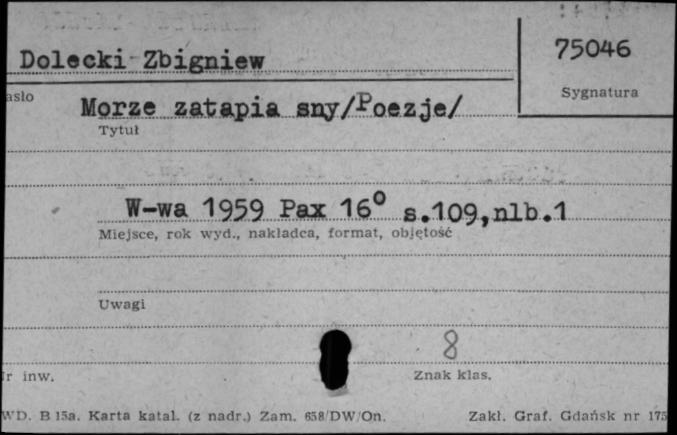 Dolecki Zbigniew
75046
asło
Sygnatura
Morze zatapia sny/Poezje/
Tytuł
W-wa 1959 Pax 16° s.109,nlb.1
Miejsce, rok wyd., nakładca, format, objętość
Uwagi
8
r inw.
Znak klas.
WD. B 15a. Karta katal. (z nadr.) Zam. 658/DW/On.
Zakł. Graf. Gdańsk nr 175